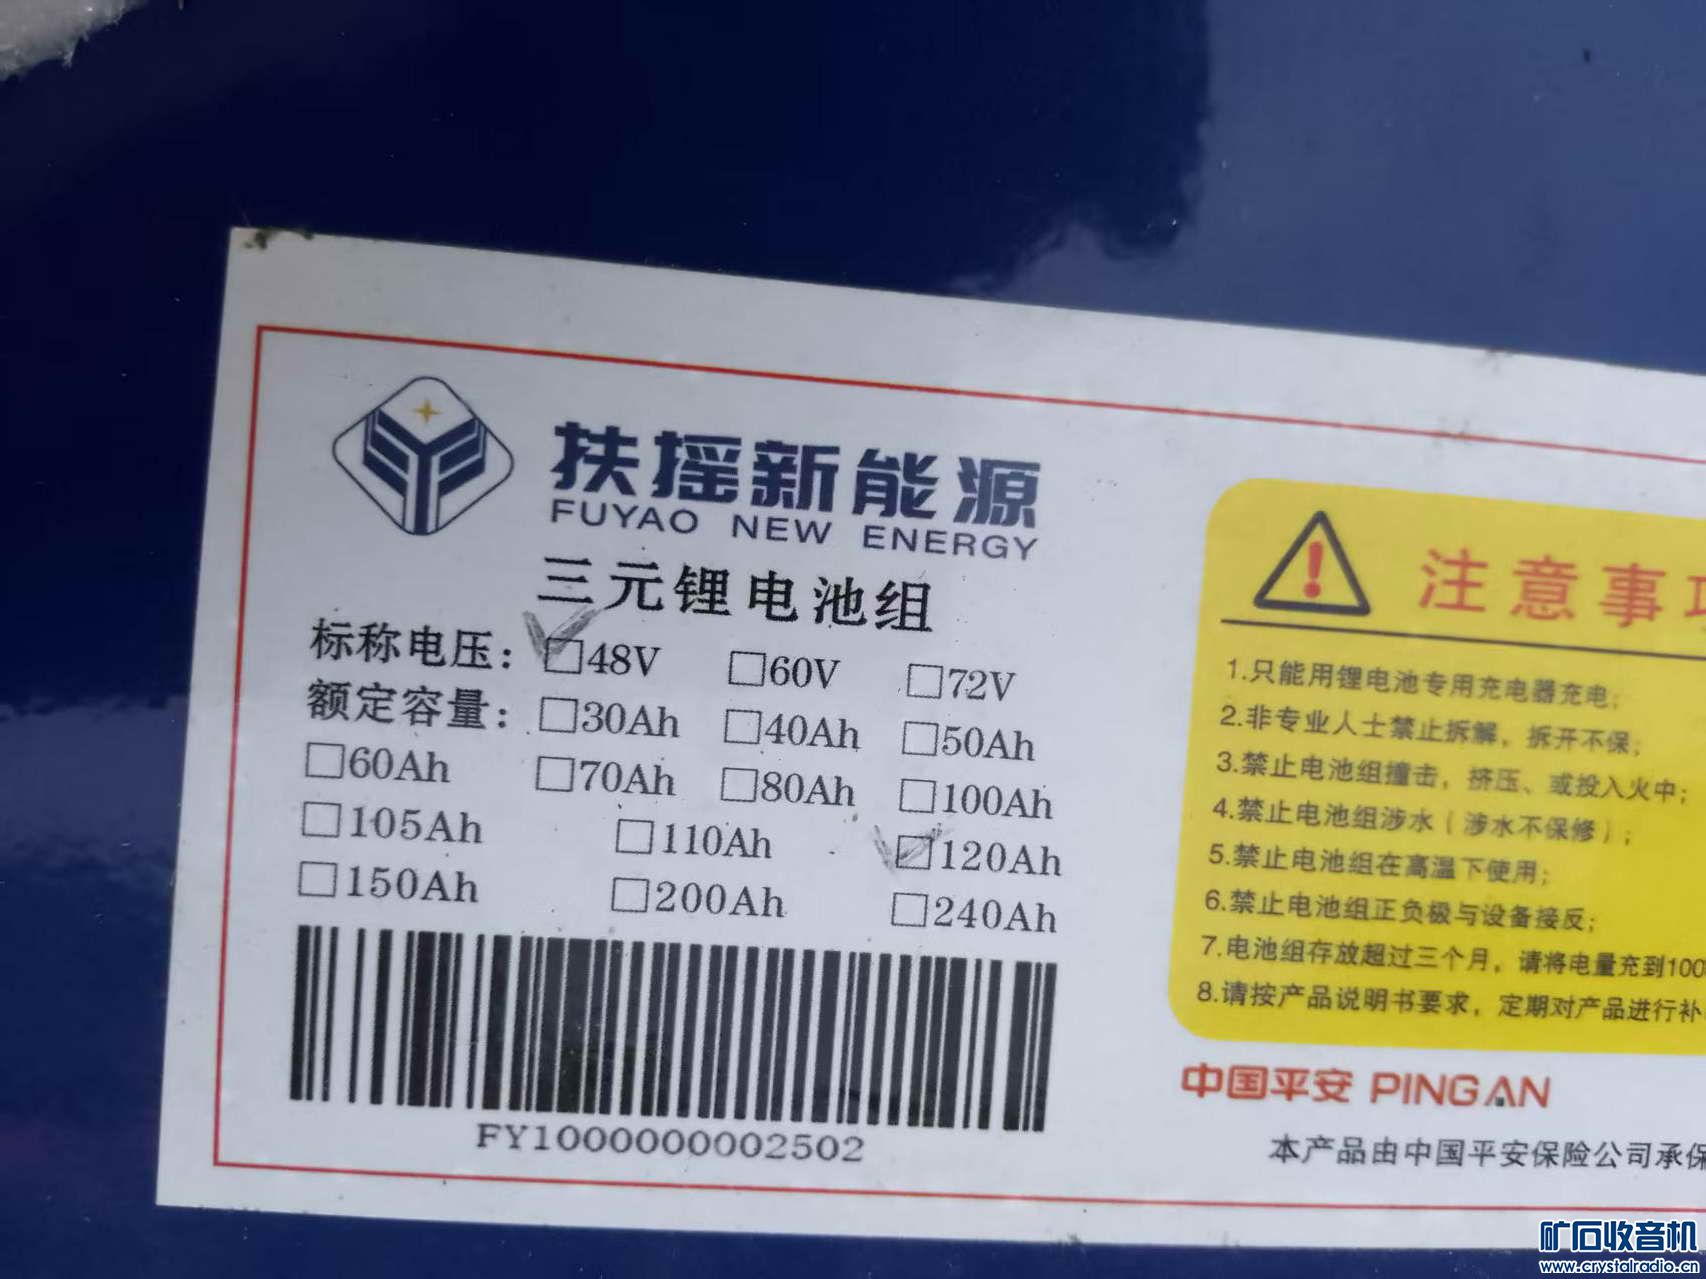 扶摇新能源
FUYAO NEW ENERGY
三元锂电池组
标称电压：□48V □60V □72V
额定容量：□30Ah □40Ah □50Ah
□60Ah □70Ah □80Ah □100Ah
□105Ah □110Ah □120Ah
□150Ah □200Ah □240Ah
FY1000000002502
注意事
1.只能用锂电池专用充电器充电；
2.非专业人士禁止拆解，拆开不保；
3.禁止电池组撞击，挤压、或投入火中；
4.禁止电池组涉水（涉水不保修）；
5.禁止电池组在高温下使用；
6.禁止电池组正负极与设备接反；
7.电池组存放超过三个月，请将电量充到100
8.请按产品说明书要求，定期对产品进行补
中国平安 PINGAN
本产品由中国平安保险公司承保
矿石收音机
www.crystalradio.cn